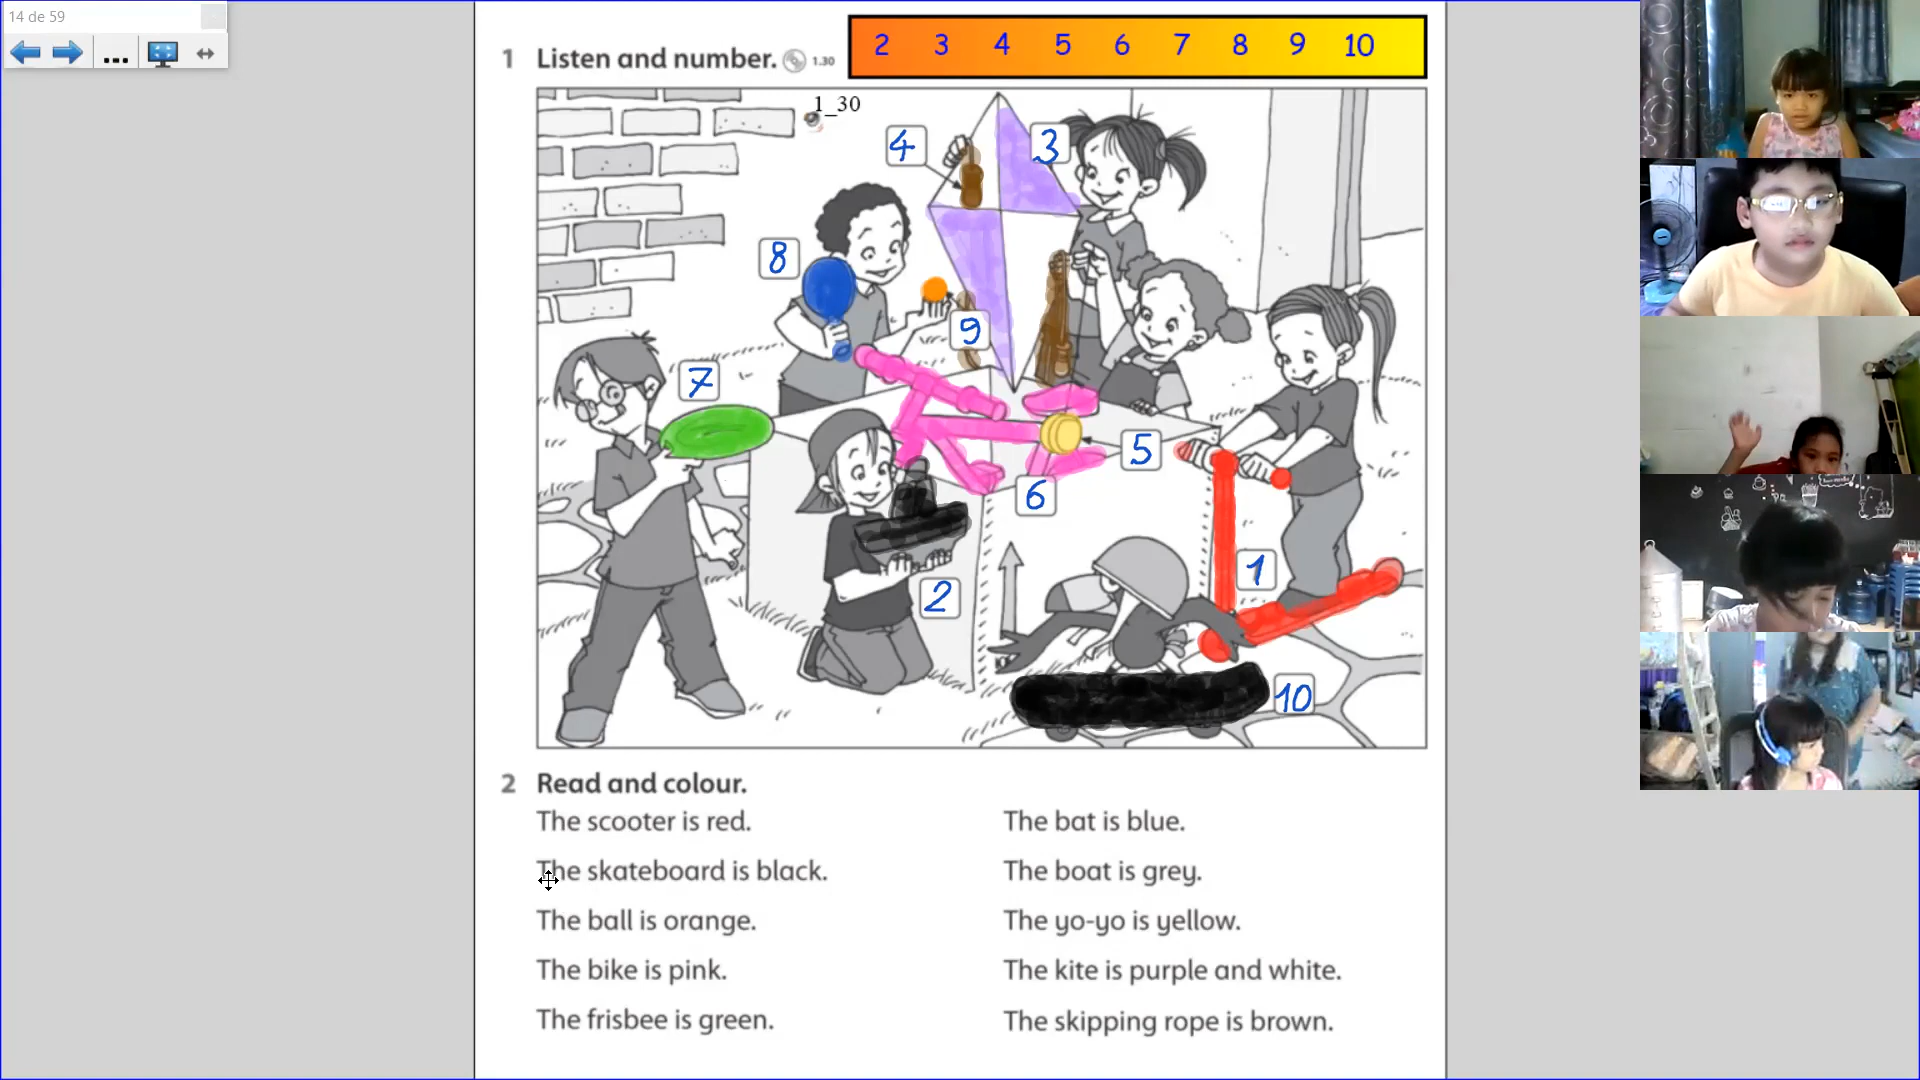 14 de 59
...
1 Listen and number. 1.30
2 3 4 5 6 7 8 9 10
1_30
4
3
8
9
7
5
6
1
2
10
2 Read and colour.
The scooter is red.
The skateboard is black.
The ball is orange.
The bike is pink.
The frisbee is green.
The bat is blue.
The boat is grey.
The yo-yo is yellow.
The kite is purple and white.
The skipping rope is brown.